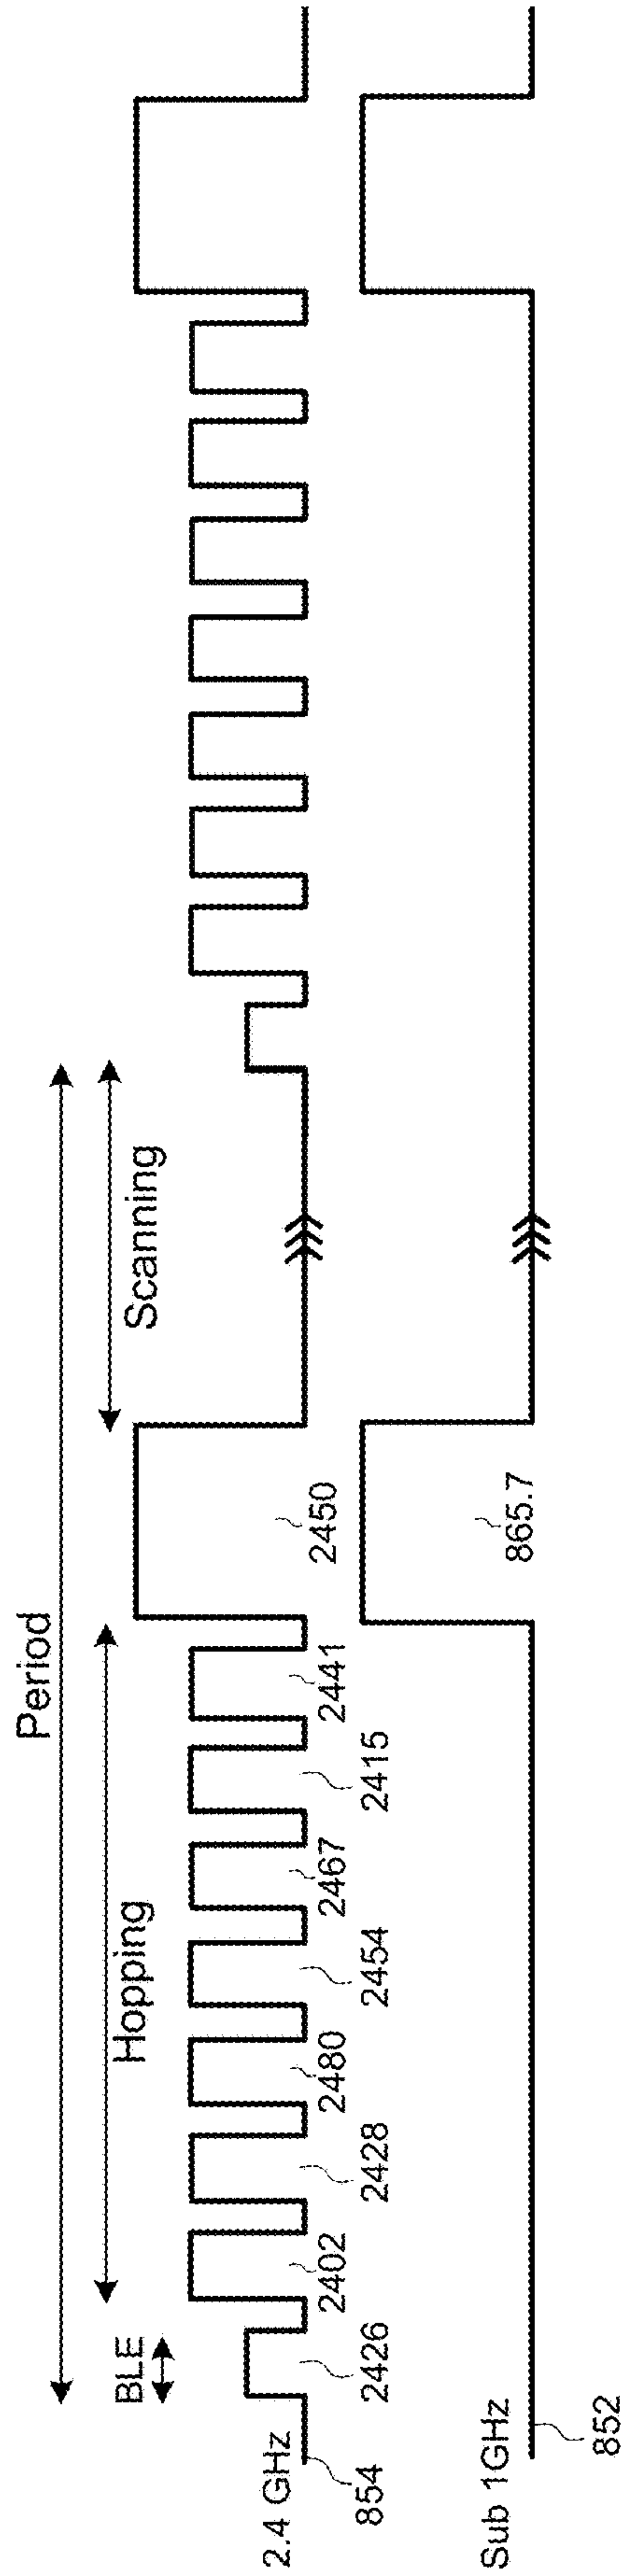 Period
Hopping
Scanning
BLE
2.4 GHz
854
2426
2402
2428
2480
2454
2467
2415
2441
2450
Sub 1GHz
852
865.7